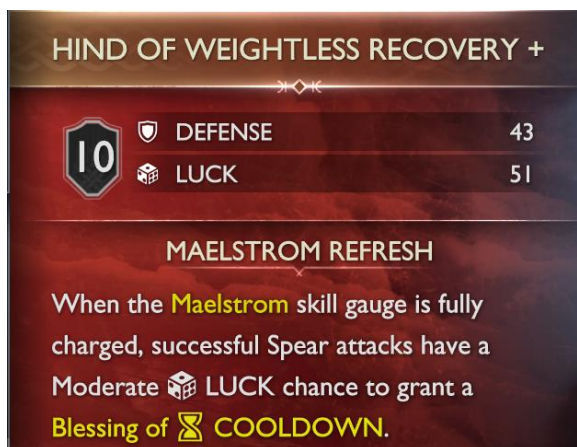 HIND OF WEIGHTLESS RECOVERY +
10
DEFENSE 43
LUCK 51
MAELSTROM REFRESH
When the Maelstrom skill gauge is fully
charged, successful Spear attacks have a
Moderate LUCK chance to grant a
Blessing of COOLDOWN.